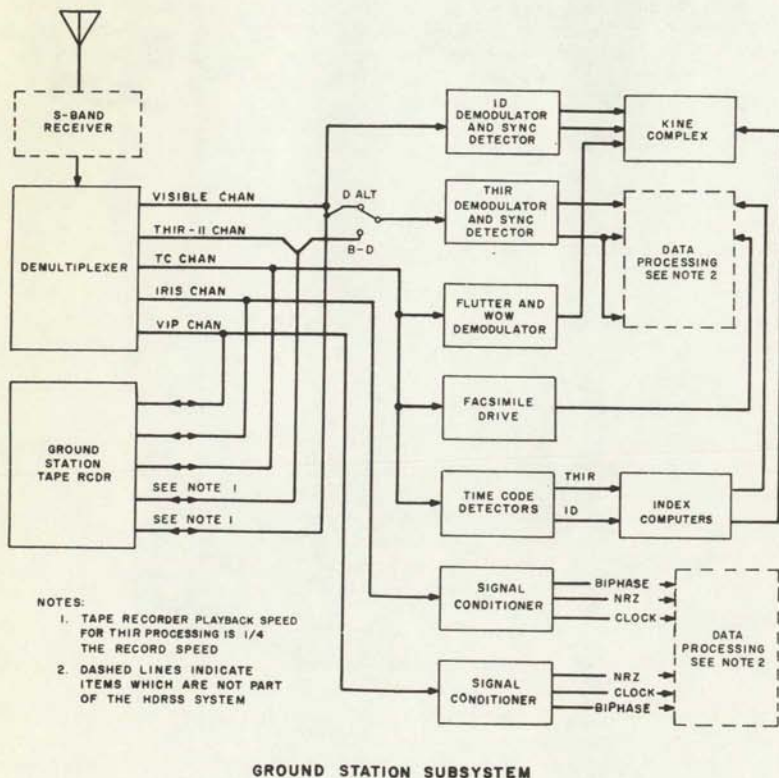 S-BAND
RECEIVER
DEMULTIPLEXER
VISIBLE CHAN
THIR-II CHAN
TC CHAN
IRIS CHAN
VIP CHAN
D ALT
B-D
GROUND
STATION
TAPE RCDR
SEE NOTE 1
SEE NOTE 1
ID
DEMODULATOR
AND SYNC
DETECTOR
KINE
COMPLEX
THIR
DEMODULATOR
AND SYNC
DETECTOR
DATA
PROCESSING
SEE NOTE 2
FLUTTER AND
WOW
DEMODULATOR
FACSIMILE
DRIVE
TIME CODE
DETECTORS
THIR
ID
INDEX
COMPUTERS
SIGNAL
CONDITIONER
BIPHASE
NRZ
CLOCK
SIGNAL
CONDITIONER
NRZ
CLOCK
BIPHASE
DATA
PROCESSING
SEE NOTE 2
NOTES:
1. TAPE RECORDER PLAYBACK SPEED
FOR THIR PROCESSING IS 1/4
THE RECORD SPEED
2. DASHED LINES INDICATE
ITEMS WHICH ARE NOT PART
OF THE HDRSS SYSTEM
GROUND STATION SUBSYSTEM